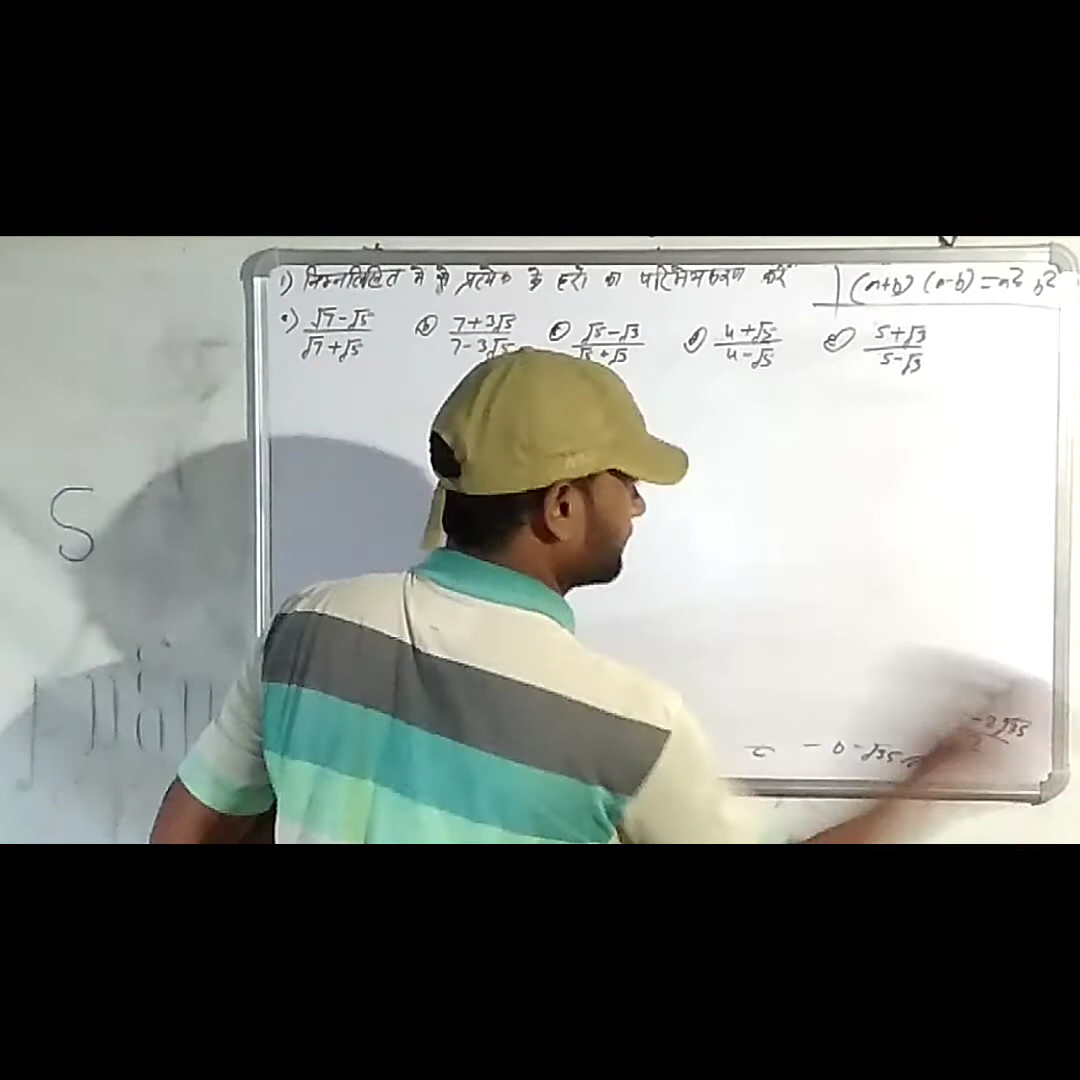 1) निम्नलिखित में से प्रत्येक के हरों का परिमेयकरण करें | (a+b) (a-b) = a² b²
a) √7-√5/√7+√5 (b) 7+3√5/7-3√5 (c) √5-√3/√5+√3 (d) 4+√5/4-√5 (e) 5+√3/5-√3
S